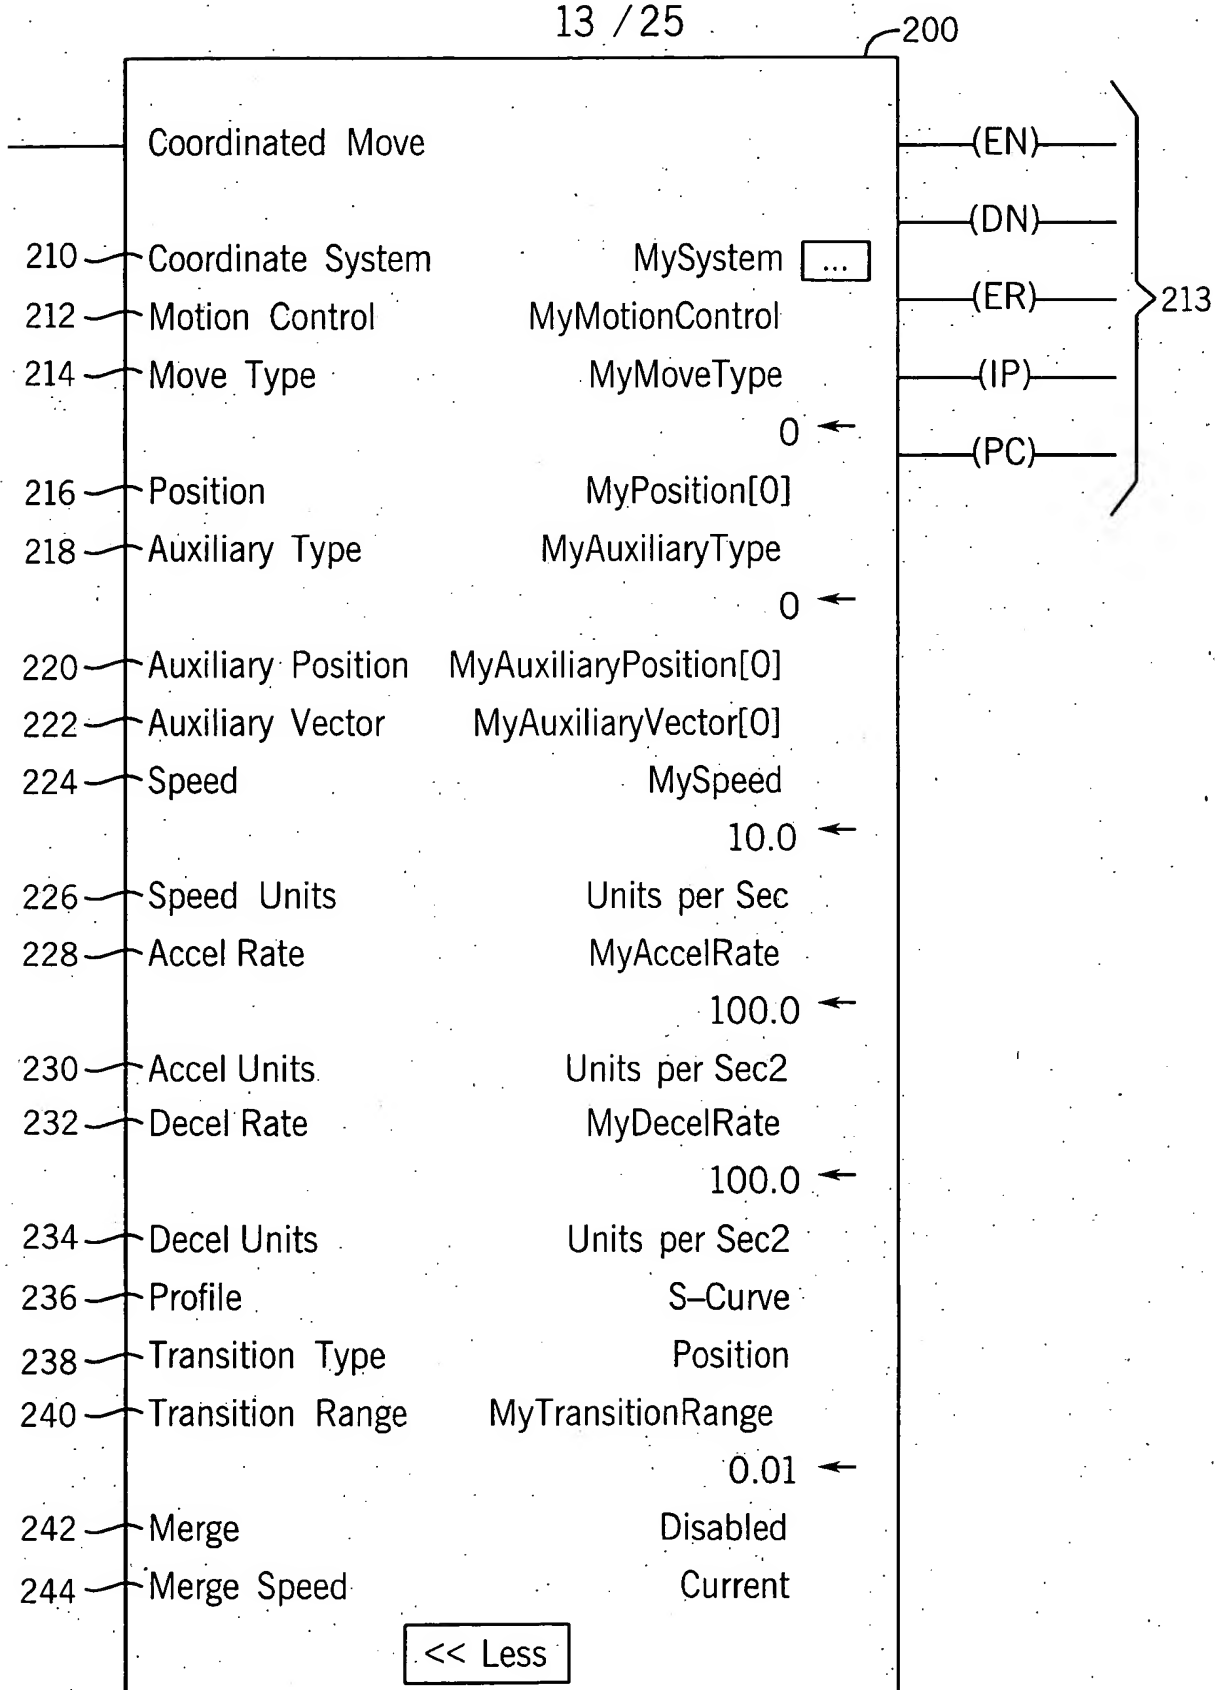 13 / 25
200
Coordinated Move (EN)
(DN)
210 Coordinate System MySystem ...
(ER) 213
212 Motion Control MyMotionControl
214 Move Type MyMoveType (IP)
0 ←
(PC)
216 Position MyPosition[0]
218 Auxiliary Type MyAuxiliaryType
0 ←
220 Auxiliary Position MyAuxiliaryPosition[0]
222 Auxiliary Vector MyAuxiliaryVector[0]
224 Speed MySpeed
10.0 ←
226 Speed Units Units per Sec
228 Accel Rate MyAccelRate
100.0 ←
230 Accel Units Units per Sec2
232 Decel Rate MyDecelRate
100.0 ←
234 Decel Units Units per Sec2
236 Profile S–Curve
238 Transition Type Position
240 Transition Range MyTransitionRange
0.01 ←
242 Merge Disabled
244 Merge Speed Current
<< Less